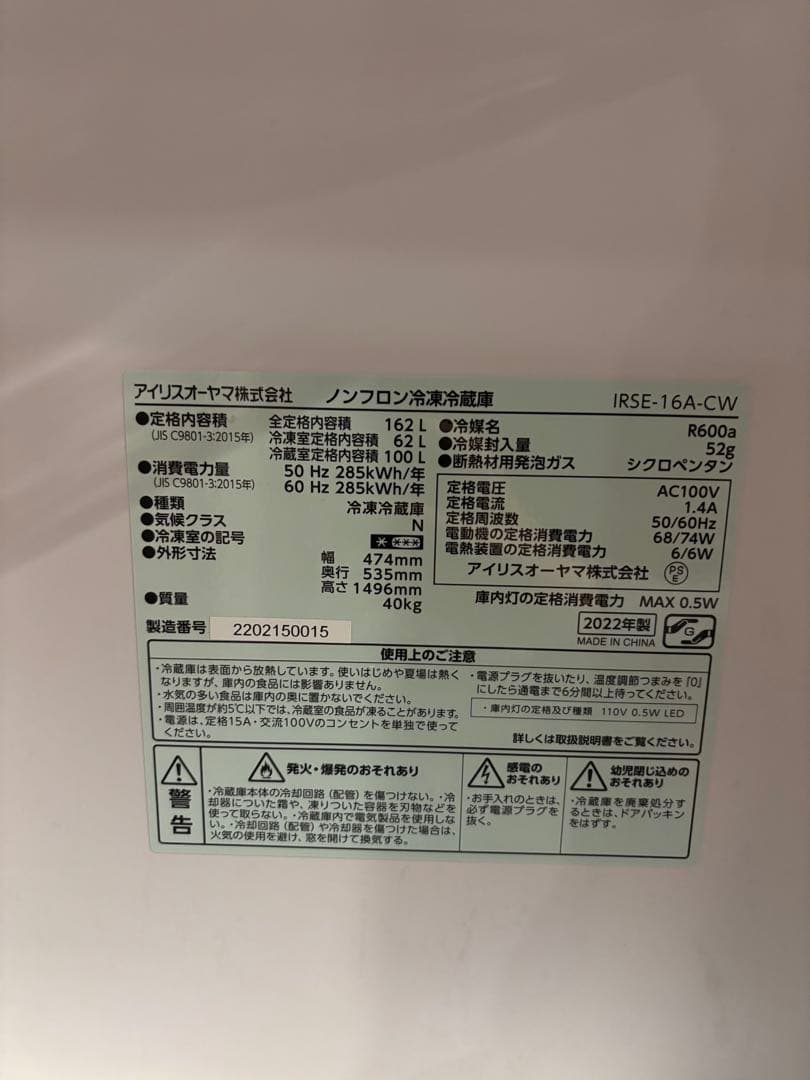 アイリスオーヤマ株式会社 ノンフロン冷凍冷蔵庫 IRSE-16A-CW
●定格内容積 全定格内容積 162 L
(JIS C9801-3:2015年) 冷凍室定格内容積 62 L
冷蔵室定格内容積 100 L
●消費電力量 50 Hz 285kWh/年
(JIS C9801-3:2015年) 60 Hz 285kWh/年
●種類 冷凍冷蔵庫
●気候クラス N
●冷凍室の記号 * ***
●外形寸法 幅 474mm
奥行 535mm
高さ 1496mm
●質量 40kg
製造番号 2202150015
●冷媒名 R600a
●冷媒封入量 52g
●断熱材用発泡ガス シクロペンタン
定格電圧 AC100V
定格電流 1.4A
定格周波数 50/60Hz
電動機の定格消費電力 68/74W
電熱装置の定格消費電力 6/6W
アイリスオーヤマ株式会社 PSE
庫内灯の定格消費電力 MAX 0.5W
2022年製
MADE IN CHINA
G
使用上のご注意
・冷蔵庫は表面から放熱しています。使いはじめや夏場は熱く
なりますが、庫内の食品には影響ありません。
・水気の多い食品は庫内の奥に置かないでください。
・周囲温度が約5℃以下では、冷蔵室の食品が凍ることがあります。
・電源は、定格15A・交流100Vのコンセントを単独で使って
ください。
・電源プラグを抜いたり、温度調節つまみを『0』
にしたら通電まで6分間以上待ってください。
・庫内灯の定格及び種類 110V 0.5W LED
詳しくは取扱説明書をご覧ください。
警告
発火・爆発のおそれあり
・冷蔵庫本体の冷却回路(配管)を傷つけない。・冷
却器についた霜や、凍りついた容器を刃物などを
使って取らない。・冷蔵庫内で電気製品を使用しな
い。・冷却回路(配管)や冷却器を傷つけた場合は、
火気の使用を避け、窓を開けて換気する。
感電の
おそれあり
・お手入れのときは、
必ず電源プラグを
抜く。
幼児閉じ込めの
おそれあり
・冷蔵庫を廃棄処分す
るときは、ドアパッキン
をはずす。